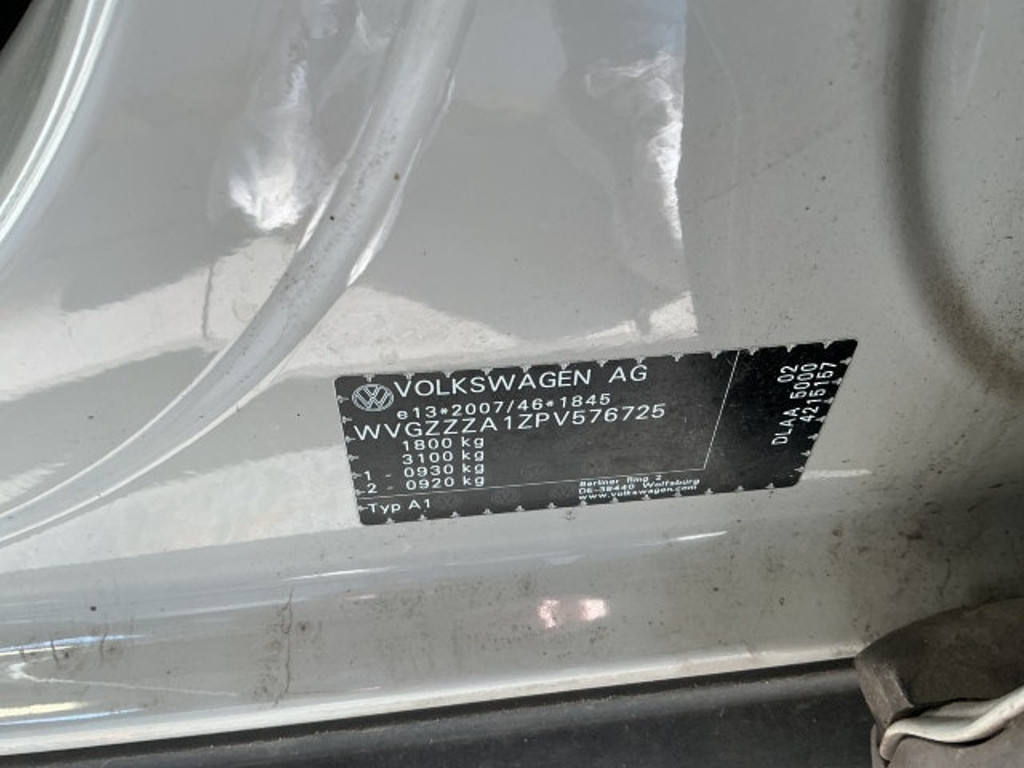 VOLKSWAGEN AG
e13*2007/46*1845
WVGZZZA1ZPV576725
1800 kg
3100 kg
1 - 0930 kg
2 - 0920 kg
Typ A1
Berliner Ring 2
DE-38440 Wolfsburg
www.volkswagen.com
DLAA 5000 02
4215157